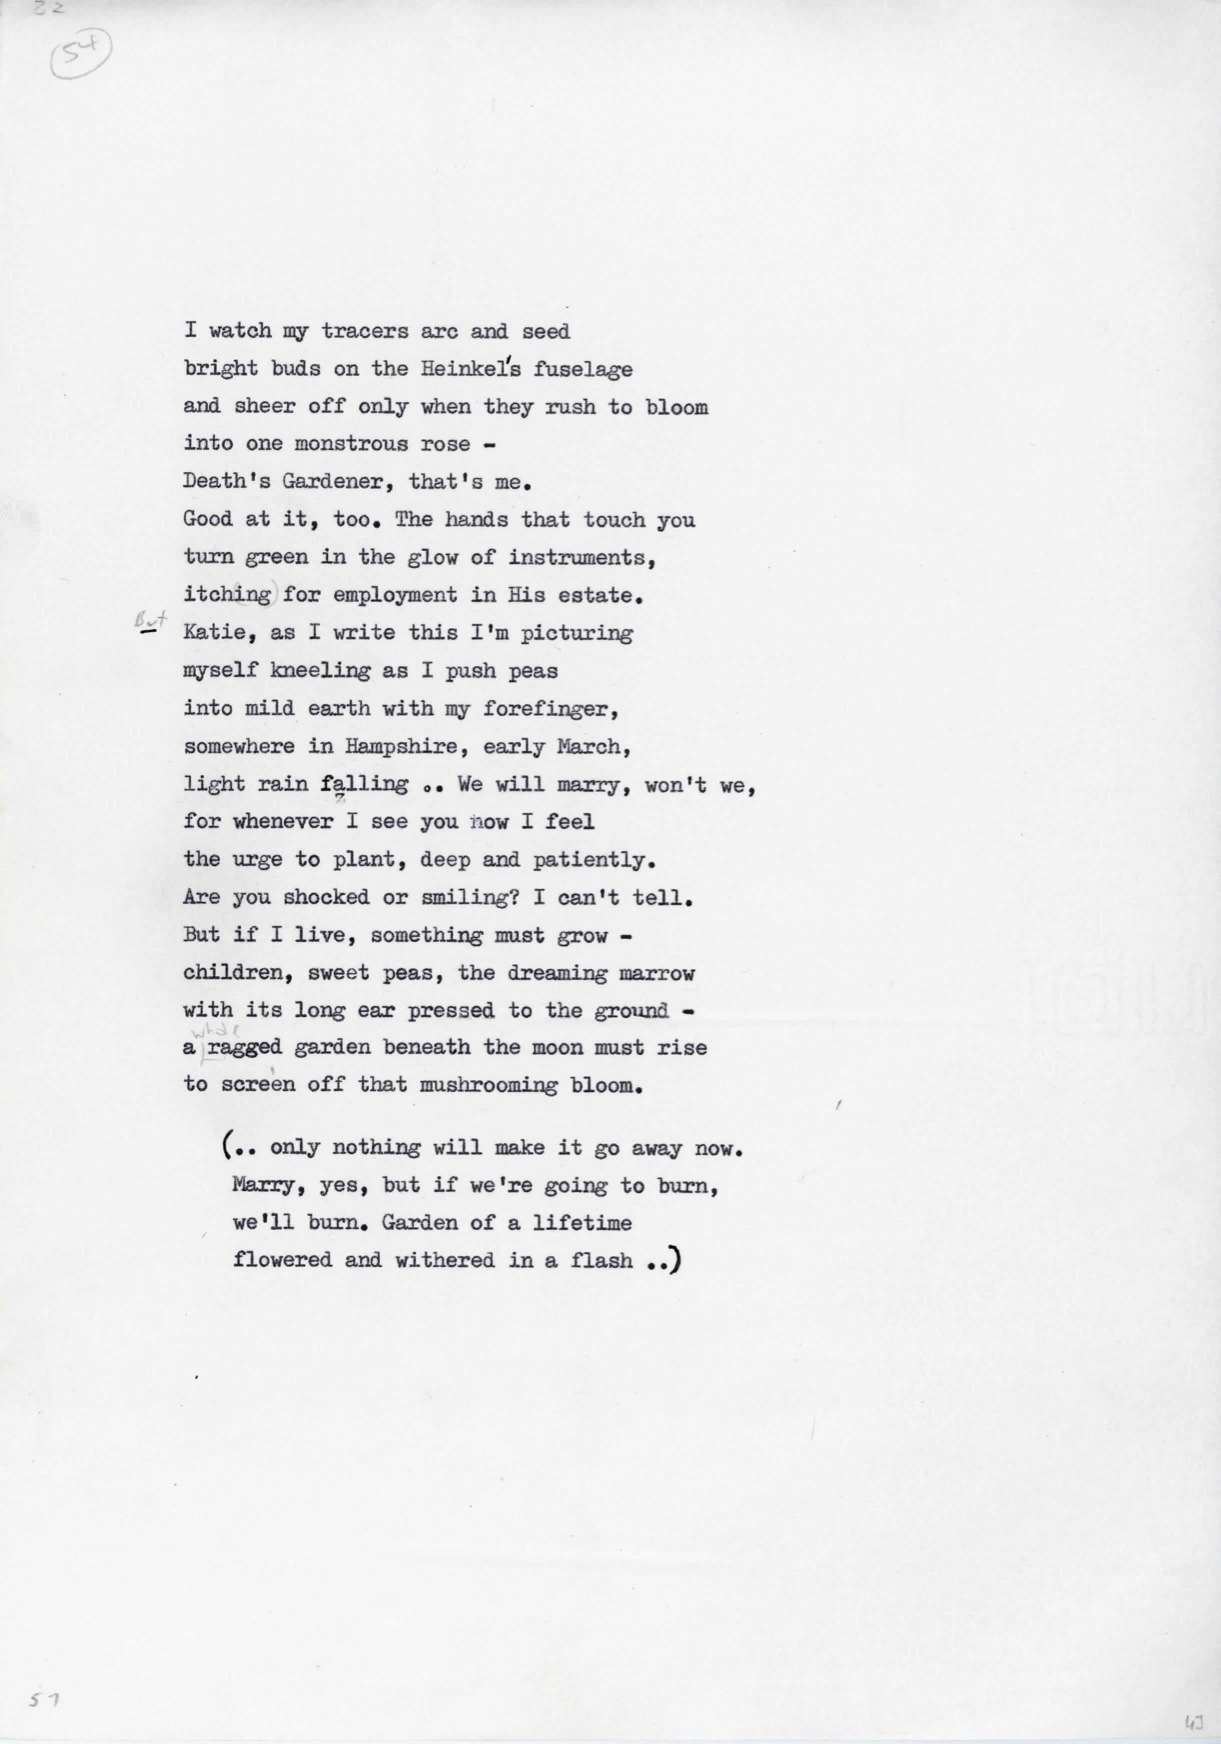 22
54
I watch my tracers arc and seed
bright buds on the Heinkel's fuselage
and sheer off only when they rush to bloom
into one monstrous rose -
Death's Gardener, that's me.
Good at it, too. The hands that touch you
turn green in the glow of instruments,
itching for employment in His estate.
But Katie, as I write this I'm picturing
myself kneeling as I push peas
into mild earth with my forefinger,
somewhere in Hampshire, early March,
light rain falling .. We will marry, won't we,
for whenever I see you now I feel
the urge to plant, deep and patiently.
Are you shocked or smiling? I can't tell.
But if I live, something must grow -
children, sweet peas, the dreaming marrow
with its long ear pressed to the ground -
whole
a ragged garden beneath the moon must rise
to screen off that mushrooming bloom.
(.. only nothing will make it go away now.
Marry, yes, but if we're going to burn,
we'll burn. Garden of a lifetime
flowered and withered in a flash ..)
57
43